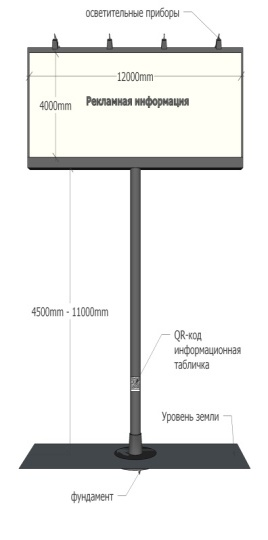 осветительные приборы
12000mm
4000mm
Рекламная информация
4500mm - 11000mm
QR-код
информационная
табличка
Уровень земли
фундамент